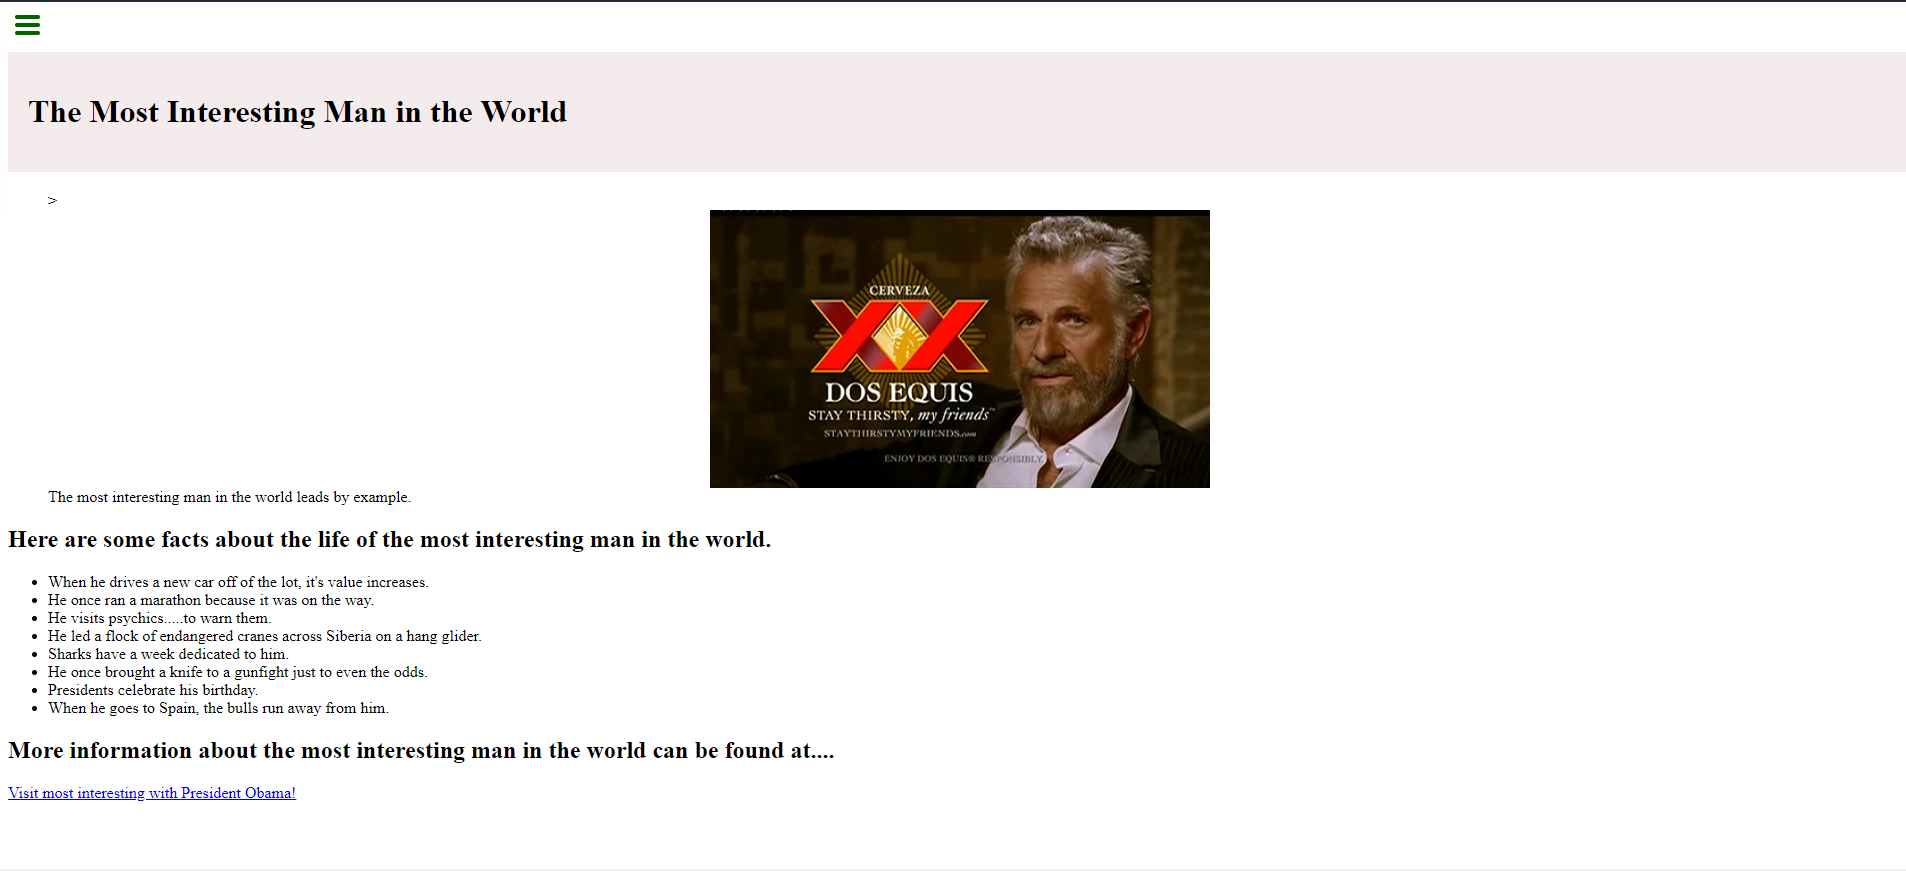 The Most Interesting Man in the World
>
CERVEZA
XX
DOS EQUIS
STAY THIRSTY, my friends™
STAYTHIRSTYMYFRIENDS.com
ENJOY DOS EQUIS® RESPONSIBLY.
The most interesting man in the world leads by example.
Here are some facts about the life of the most interesting man in the world.
• When he drives a new car off of the lot, it's value increases.
• He once ran a marathon because it was on the way.
• He visits psychics.....to warn them.
• He led a flock of endangered cranes across Siberia on a hang glider.
• Sharks have a week dedicated to him.
• He once brought a knife to a gunfight just to even the odds.
• Presidents celebrate his birthday.
• When he goes to Spain, the bulls run away from him.
More information about the most interesting man in the world can be found at....
Visit most interesting with President Obama!